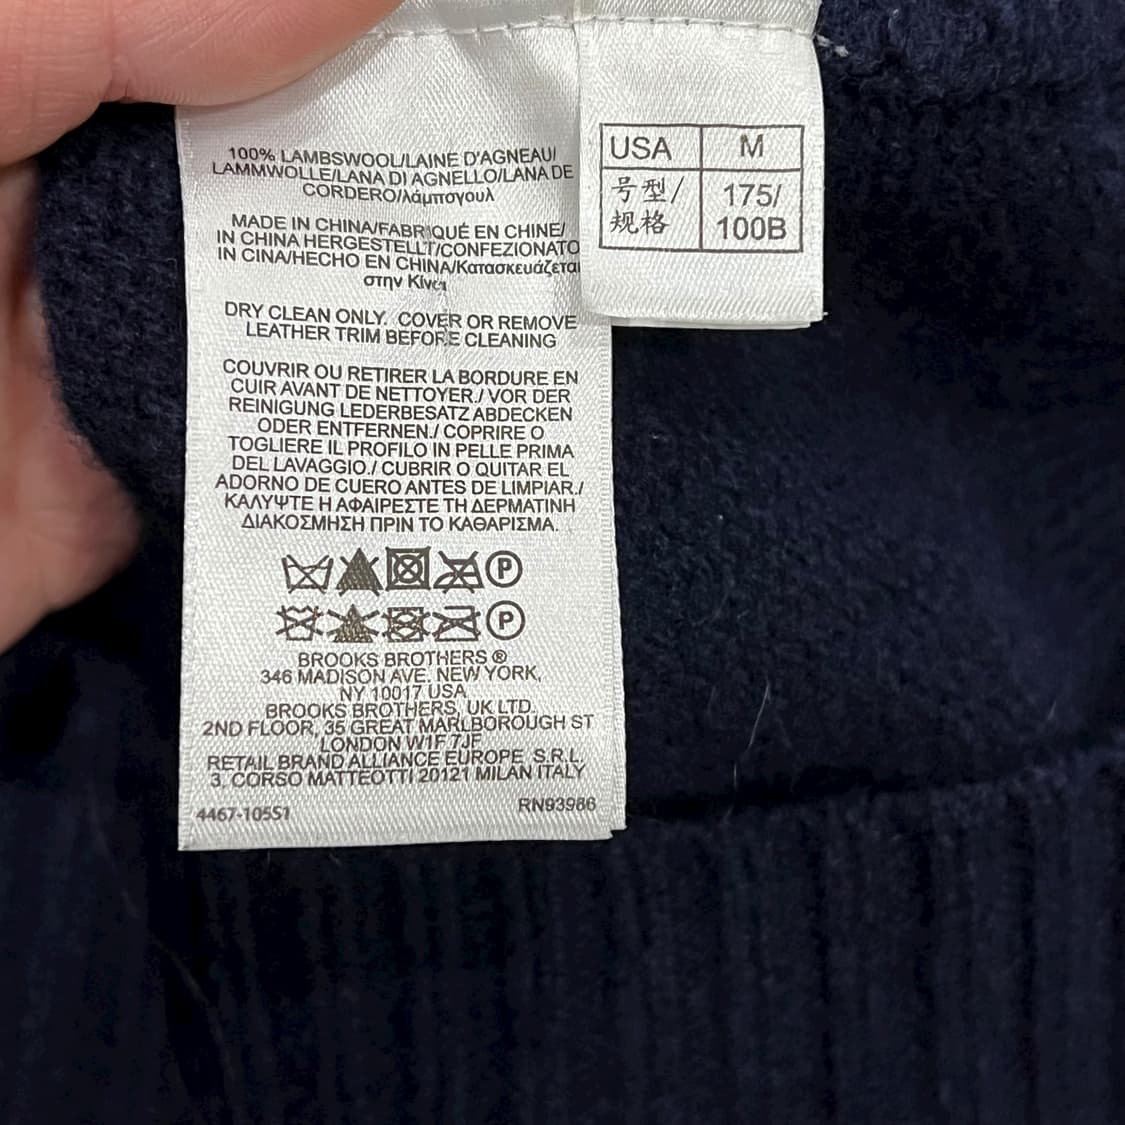 100% LAMBSWOOL/LAINE D'AGNEAU/
LAMMWOLLE/LANA DI AGNELLO/LANA DE
CORDERO/λάμπσγουλ
MADE IN CHINA/FABRIQUÉ EN CHINE/
IN CHINA HERGESTELLT/CONFEZIONATO
IN CINA/HECHO EN CHINA/Κατασκευάζεται
στην Κίνα
DRY CLEAN ONLY. COVER OR REMOVE
LEATHER TRIM BEFORE CLEANING
COUVRIR OU RETIRER LA BORDURE EN
CUIR AVANT DE NETTOYER./ VOR DER
REINIGUNG LEDERBESATZ ABDECKEN
ODER ENTFERNEN./ COPRIRE O
TOGLIERE IL PROFILO IN PELLE PRIMA
DEL LAVAGGIO./ CUBRIR O QUITAR EL
ADORNO DE CUERO ANTES DE LIMPIAR./
ΚΑΛΥΨΤΕ Η ΑΦΑΙΡΕΣΤΕ ΤΗ ΔΕΡΜΑΤΙΝΗ
ΔΙΑΚΟΣΜΗΣΗ ΠΡΙΝ ΤΟ ΚΑΘΑΡΙΣΜΑ.
P
P
BROOKS BROTHERS ®
346 MADISON AVE. NEW YORK,
NY 10017 USA
BROOKS BROTHERS, UK LTD.
2ND FLOOR, 35 GREAT MARLBOROUGH ST
LONDON W1F 7JF
RETAIL BRAND ALLIANCE EUROPE S.R.L.
3, CORSO MATTEOTTI 20121 MILAN ITALY
4467-10551 RN93986
USA M
号型/ 175/
规格 100B